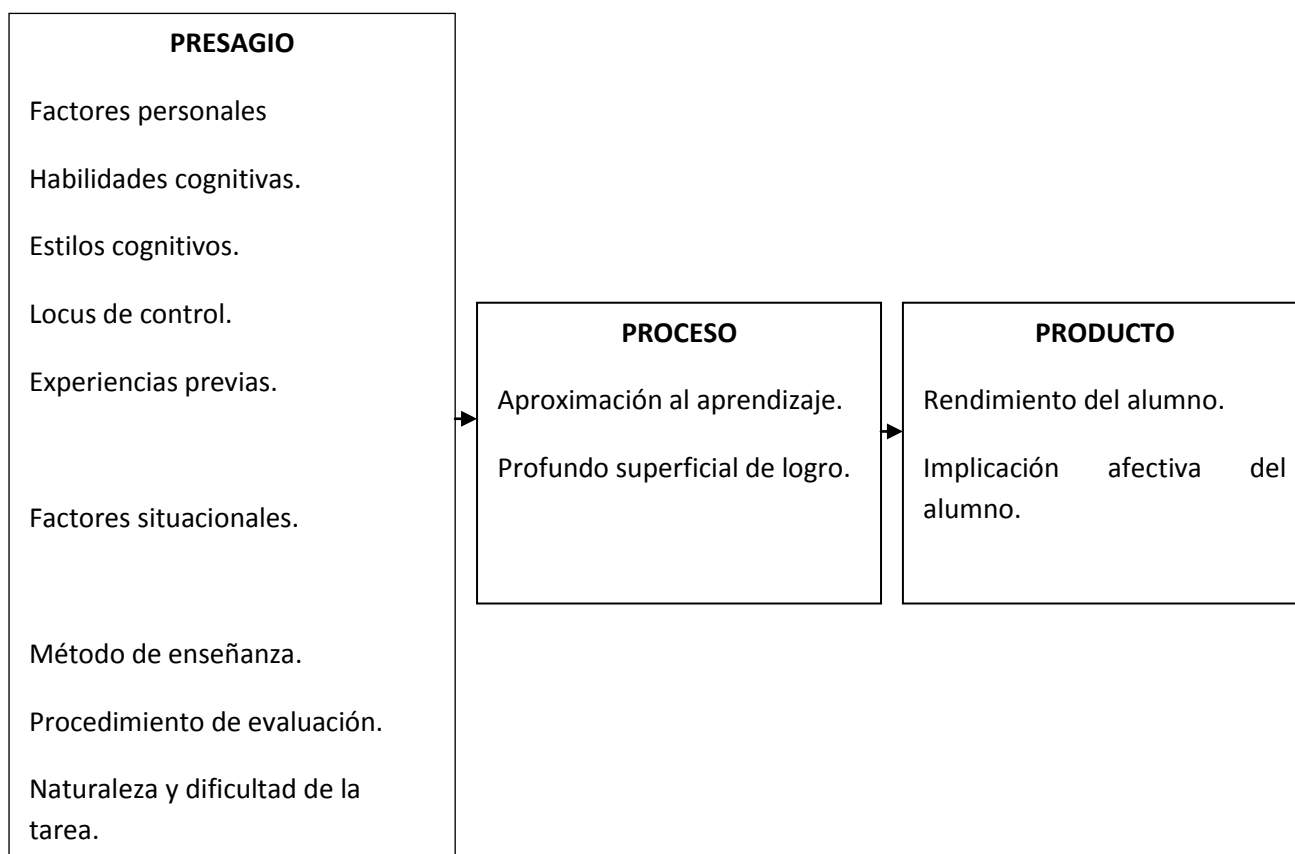 PRESAGIO
Factores personales
Habilidades cognitivas.
Estilos cognitivos.
Locus de control.
Experiencias previas.
Factores situacionales.
Método de enseñanza.
Procedimiento de evaluación.
Naturaleza y dificultad de la
tarea.
PROCESO
Aproximación al aprendizaje.
Profundo superficial de logro.
PRODUCTO
Rendimiento del alumno.
Implicación afectiva del
alumno.